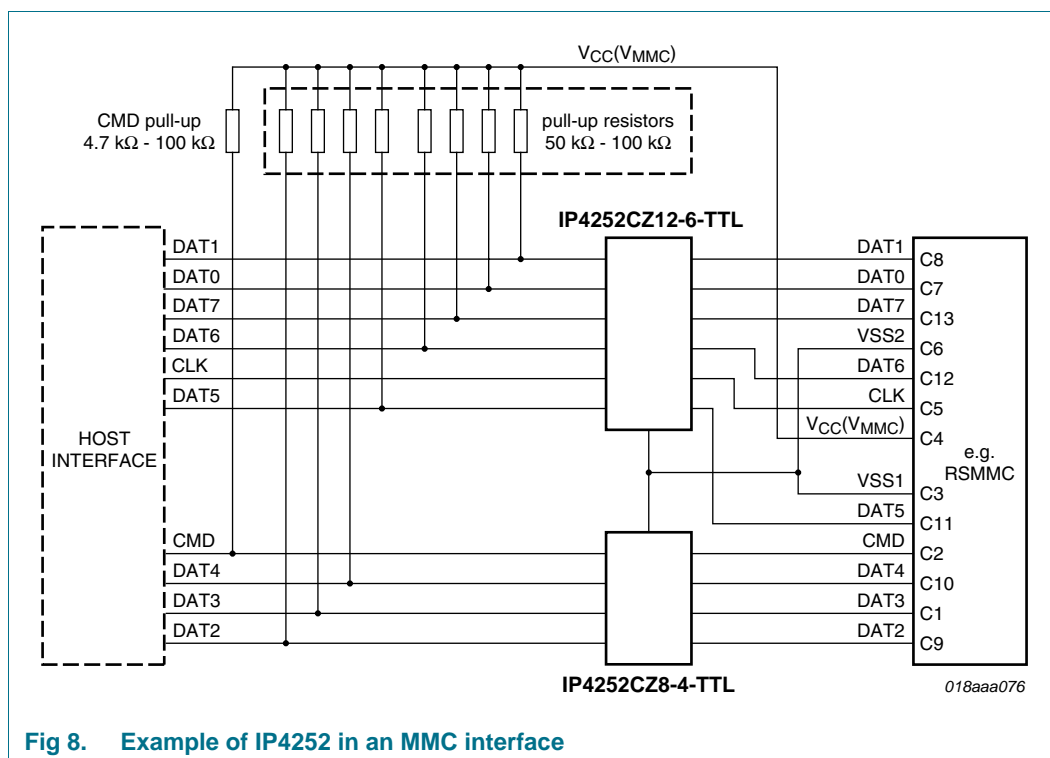 VCC(VMMC)
CMD pull-up
4.7 kΩ - 100 kΩ
pull-up resistors
50 kΩ - 100 kΩ
IP4252CZ12-6-TTL
HOST
INTERFACE
DAT1
DAT0
DAT7
DAT6
CLK
DAT5
CMD
DAT4
DAT3
DAT2
DAT1
DAT0
DAT7
VSS2
DAT6
CLK
VCC(VMMC)
VSS1
DAT5
CMD
DAT4
DAT3
DAT2
C8
C7
C13
C6
C12
C5
C4
C3
C11
C2
C10
C1
C9
e.g.
RSMMC
IP4252CZ8-4-TTL
018aaa076
Fig 8. Example of IP4252 in an MMC interface